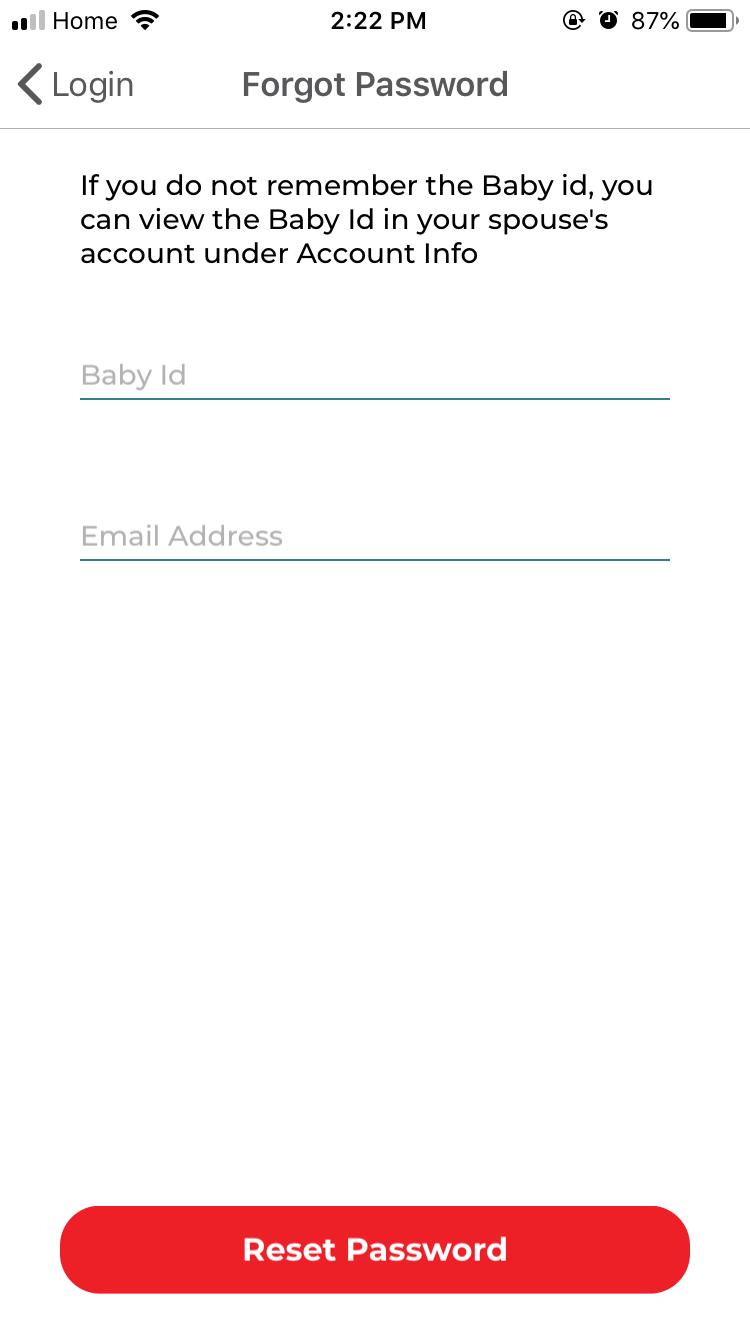 Home 2:22 PM 87%
Login Forgot Password
If you do not remember the Baby id, you
can view the Baby Id in your spouse's
account under Account Info
Baby Id
Email Address
Reset Password